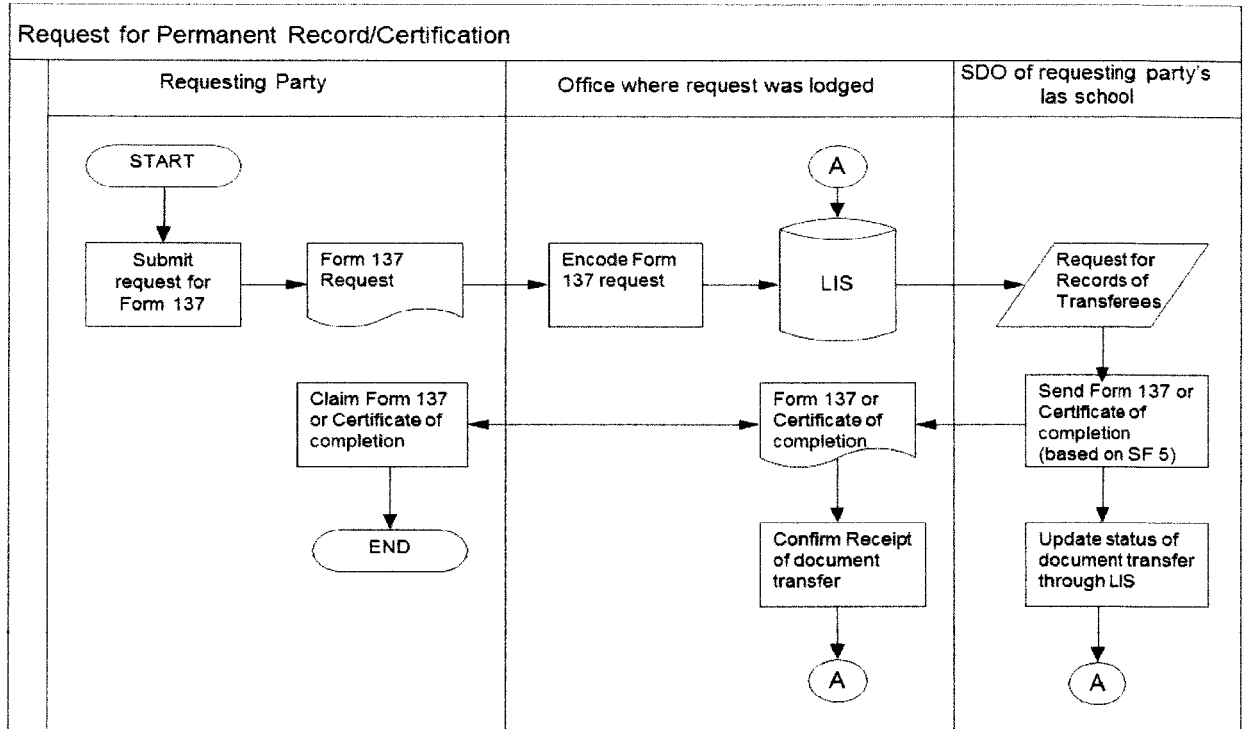 Request for Permanent Record/Certification
Requesting Party
Office where request was lodged
SDO of requesting party's
las school
START
A
Submit
request for
Form 137
Form 137
Request
Encode Form
137 request
LIS
Request for
Records of
Transferees
Claim Form 137
or Certificate of
completion
Form 137 or
Certificate of
completion
Send Form 137 or
Certificate of
completion
(based on SF 5)
END
Confirm Receipt
of document
transfer
Update status of
document transfer
through LIS
A
A